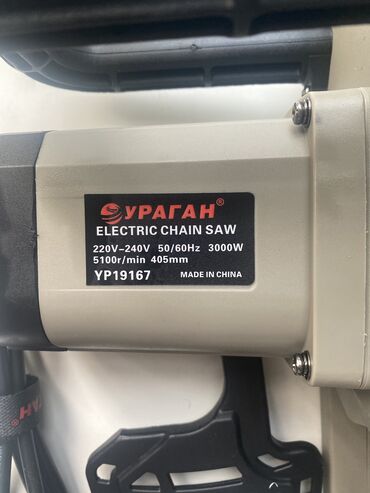 УРАГАН®
ELECTRIC CHAIN SAW
220V~240V 50/60Hz 3000W
5100r/min 405mm
YP19167 MADE IN CHINA